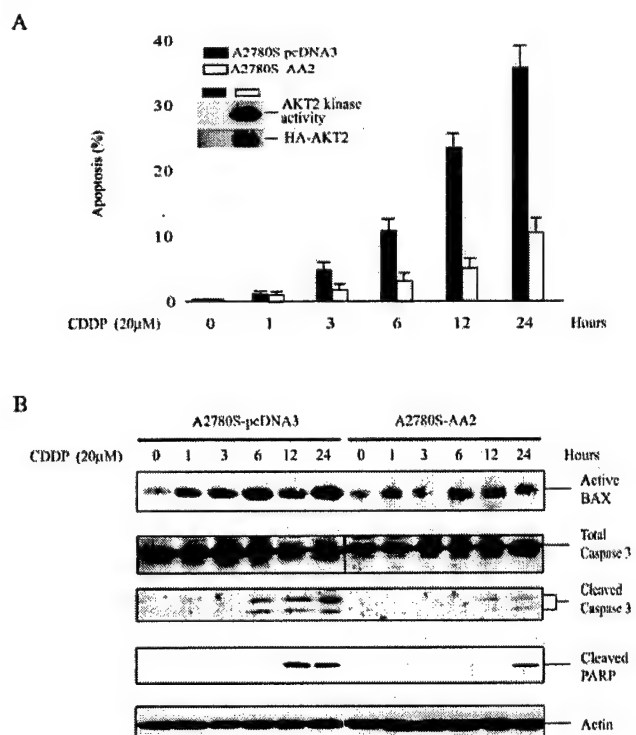 A
40
30
20
10
0
Apoptosis (%)
A2780S pcDNA3
A2780S AA2
AKT2 kinase
activity
HA-AKT2
CDDP (20μM) 0 1 3 6 12 24 Hours
B
A2780S-pcDNA3 A2780S-AA2
CDDP (20μM) 0 1 3 6 12 24 0 1 3 6 12 24 Hours
Active
BAX
Total
Caspase 3
Cleaved
Caspase 3
Cleaved
PARP
Actin